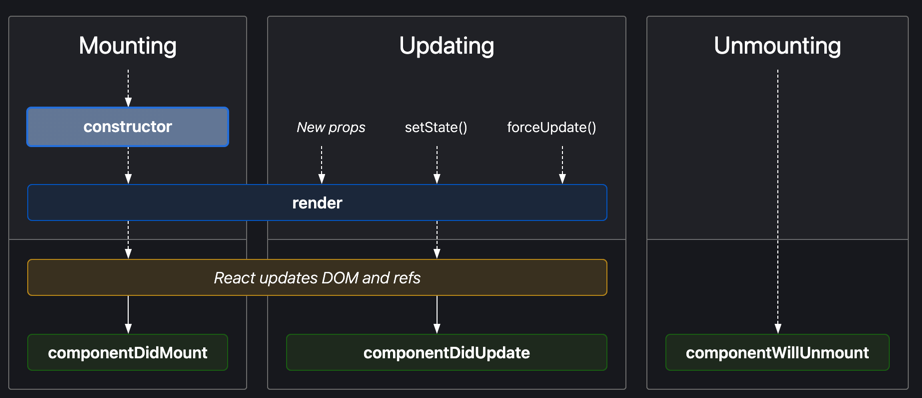 Mounting
Updating
Unmounting
constructor
New props
setState()
forceUpdate()
render
React updates DOM and refs
componentDidMount
componentDidUpdate
componentWillUnmount